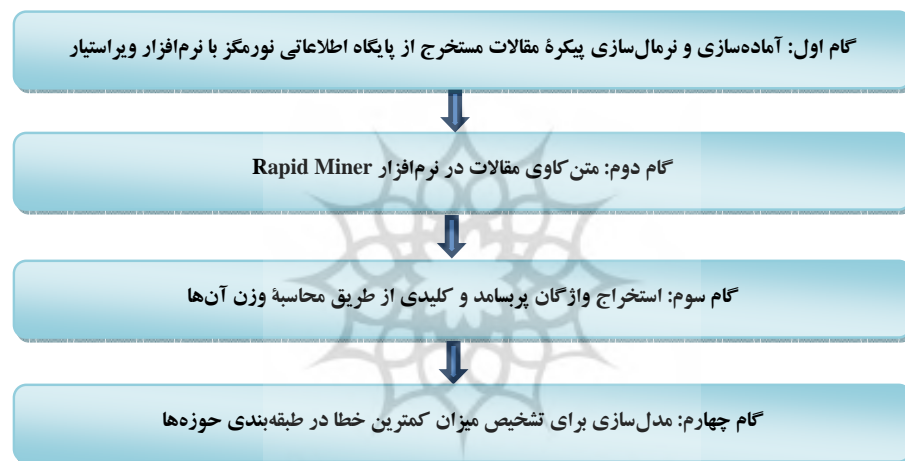 گام اول: آماده‌سازی و نرمال‌سازی پیکرۀ مقالات مستخرج از پایگاه اطلاعاتی نورمگز با نرم‌افزار ویراستیار
گام دوم: متن کاوی مقالات در نرم‌افزار Rapid Miner
گام سوم: استخراج واژگان پربسامد و کلیدی از طریق محاسبۀ وزن آن‌ها
گام چهارم: مدل‌سازی برای تشخیص میزان کمترین خطا در طبقه‌بندی حوزه‌ها